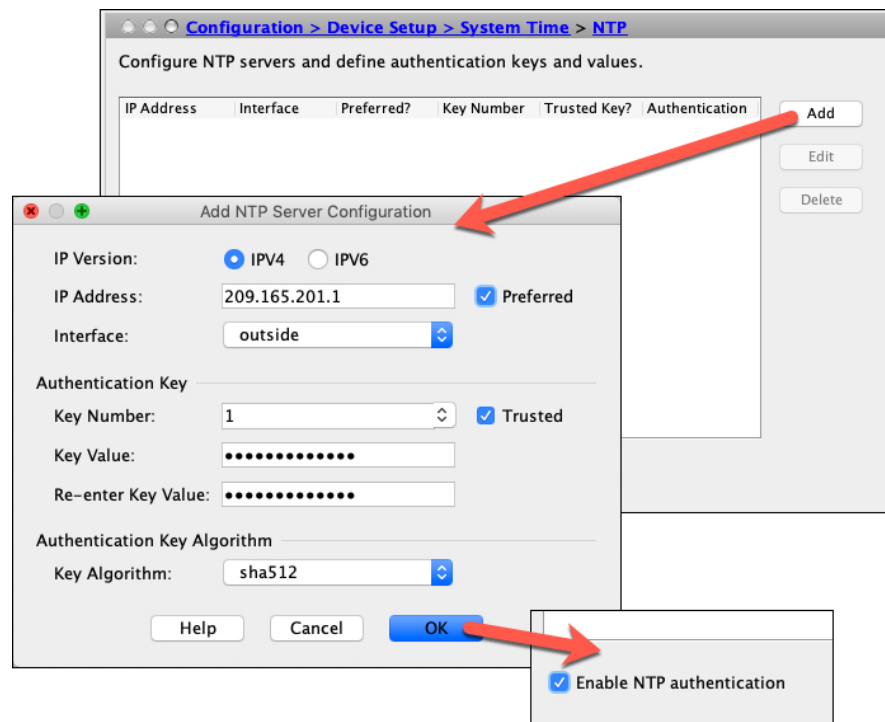 Configuration > Device Setup > System Time > NTP
Configure NTP servers and define authentication keys and values.
IP Address Interface Preferred? Key Number Trusted Key? Authentication
Add
Edit
Delete
Add NTP Server Configuration
IP Version: IPV4 IPV6
IP Address: 209.165.201.1 Preferred
Interface: outside
Authentication Key
Key Number: 1 Trusted
Key Value: •••••••••••••
Re-enter Key Value: •••••••••••••
Authentication Key Algorithm
Key Algorithm: sha512
Help Cancel OK
Enable NTP authentication